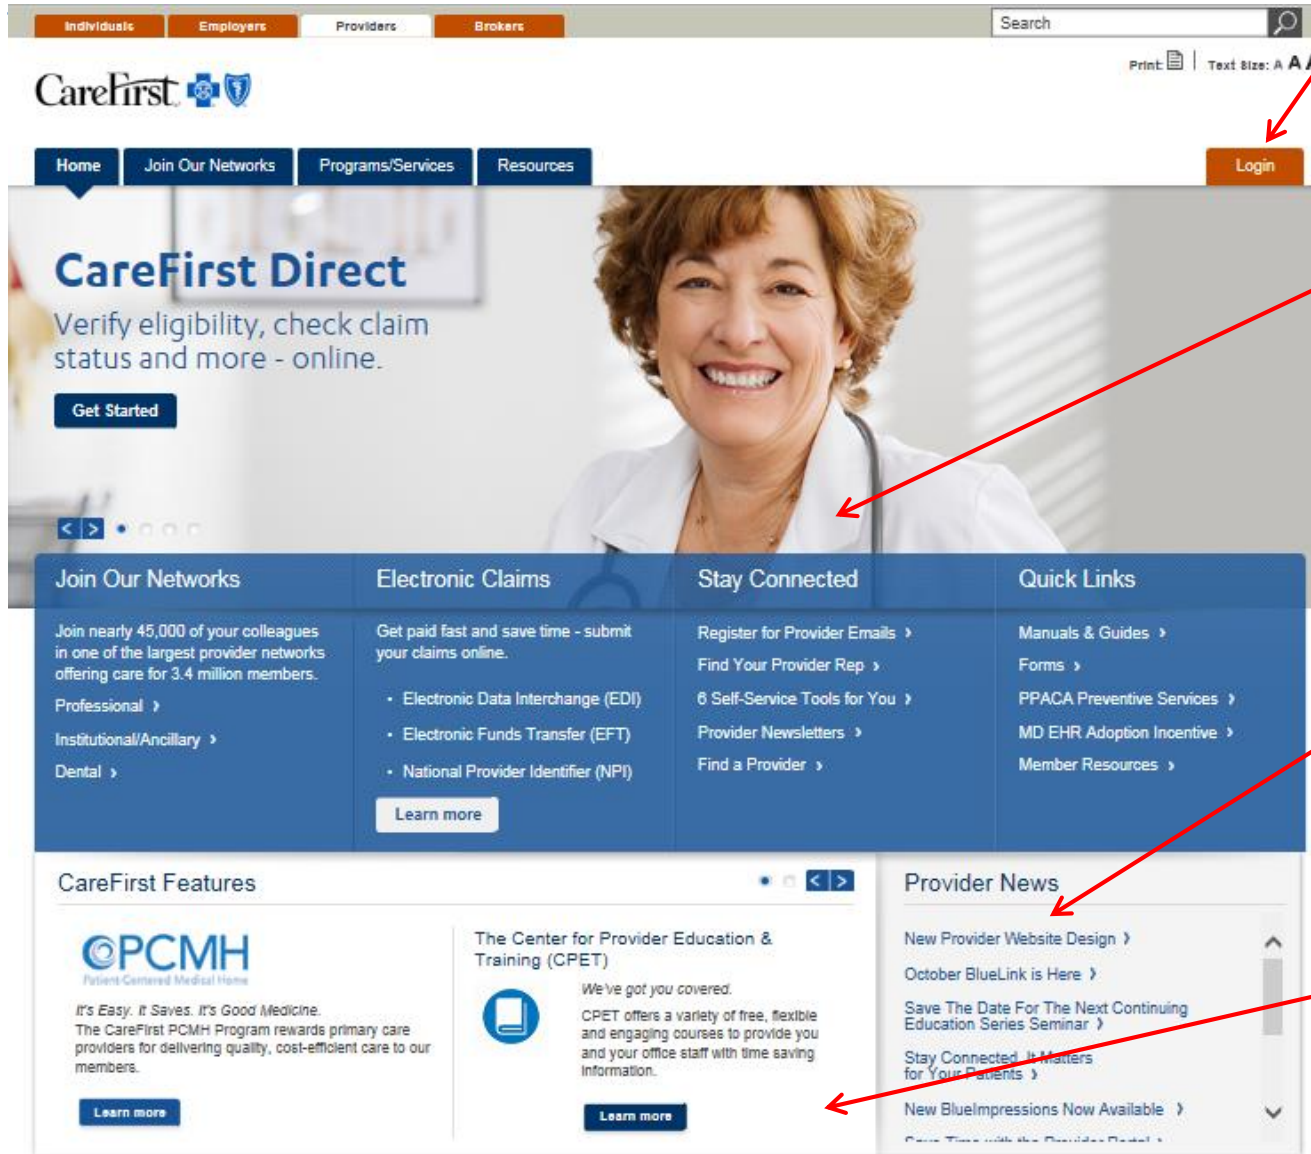 Individuals Employers Providers Brokers Search
Print: Text Size: A A A
CareFirst
Home Join Our Networks Programs/Services Resources Login
CareFirst Direct
Verify eligibility, check claim
status and more - online.
Get Started
Join Our Networks
Join nearly 45,000 of your colleagues
in one of the largest provider networks
offering care for 3.4 million members.
Professional ›
Institutional/Ancillary ›
Dental ›
Electronic Claims
Get paid fast and save time - submit
your claims online.
• Electronic Data Interchange (EDI)
• Electronic Funds Transfer (EFT)
• National Provider Identifier (NPI)
Learn more
Stay Connected
Register for Provider Emails ›
Find Your Provider Rep ›
6 Self-Service Tools for You ›
Provider Newsletters ›
Find a Provider ›
Quick Links
Manuals & Guides ›
Forms ›
PPACA Preventive Services ›
MD EHR Adoption Incentive ›
Member Resources ›
CareFirst Features
PCMH
Patient-Centered Medical Home
It's Easy. It Saves. It's Good Medicine.
The CareFirst PCMH Program rewards primary care
providers for delivering quality, cost-efficient care to our
members.
Learn more
The Center for Provider Education &
Training (CPET)
We've got you covered.
CPET offers a variety of free, flexible
and engaging courses to provide you
and your office staff with time saving
information.
Learn more
Provider News
New Provider Website Design ›
October BlueLink is Here ›
Save The Date For The Next Continuing
Education Series Seminar ›
Stay Connected. It Matters
for Your Patients ›
New BlueImpressions Now Available ›
Save Time with the Provider Portal ›